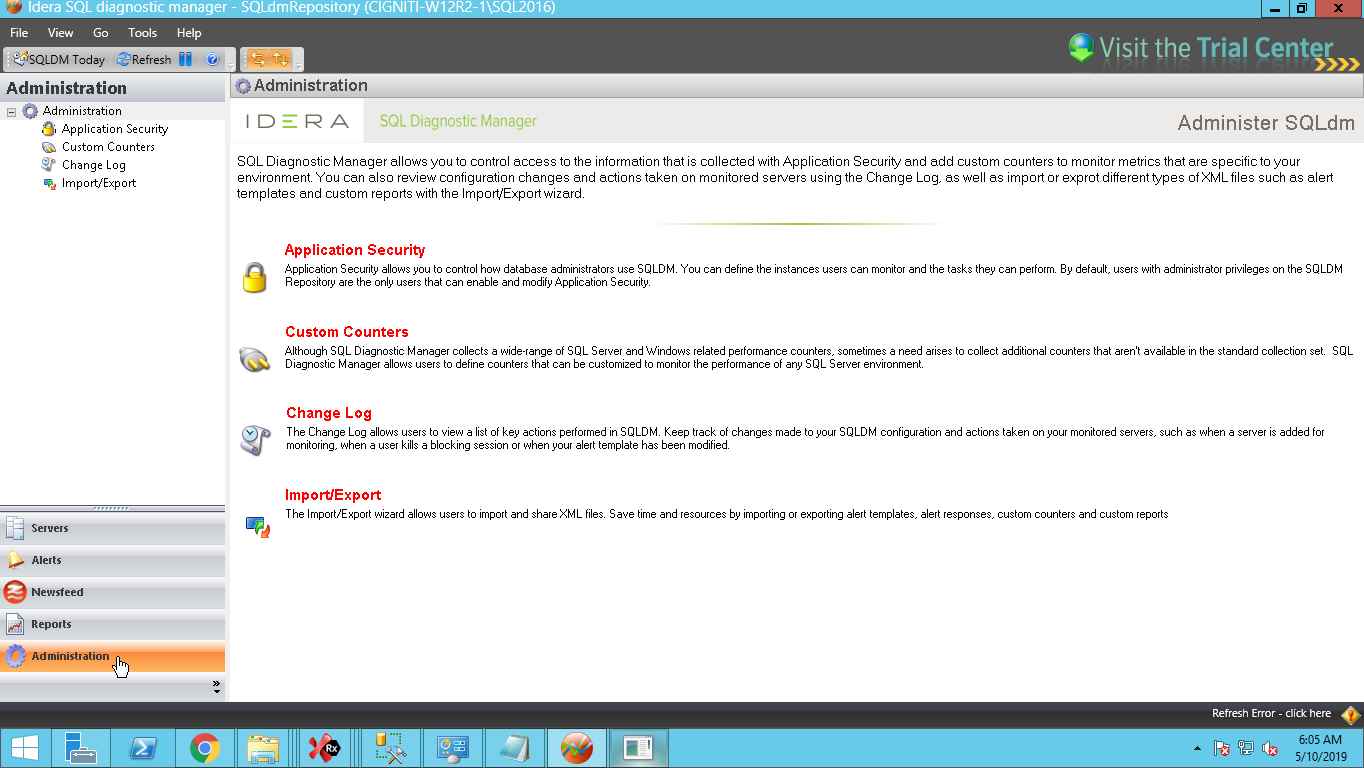 Idera SQL diagnostic manager - SQLdmRepository (CIGNITI-W12R2-1\SQL2016)
File View Go Tools Help
SQLDM Today Refresh
Visit the Trial Center
Administration
Administration
Application Security
Custom Counters
Change Log
Import/Export
Servers
Alerts
Newsfeed
Reports
Administration
Administration
IDERA SQL Diagnostic Manager
Administer SQLdm
SQL Diagnostic Manager allows you to control access to the information that is collected with Application Security and add custom counters to monitor metrics that are specific to your
environment. You can also review configuration changes and actions taken on monitored servers using the Change Log, as well as import or exprot different types of XML files such as alert
templates and custom reports with the Import/Export wizard.
Application Security
Application Security allows you to control how database administrators use SQLDM. You can define the instances users can monitor and the tasks they can perform. By default, users with administrator privileges on the SQLDM
Repository are the only users that can enable and modify Application Security.
Custom Counters
Although SQL Diagnostic Manager collects a wide-range of SQL Server and Windows related performance counters, sometimes a need arises to collect additional counters that aren't available in the standard collection set. SQL
Diagnostic Manager allows users to define counters that can be customized to monitor the performance of any SQL Server environment.
Change Log
The Change Log allows users to view a list of key actions performed in SQLDM. Keep track of changes made to your SQLDM configuration and actions taken on your monitored servers, such as when a server is added for
monitoring, when a user kills a blocking session or when your alert template has been modified.
Import/Export
The Import/Export wizard allows users to import and share XML files. Save time and resources by importing or exporting alert templates, alert responses, custom counters and custom reports
Refresh Error - click here
Rx
6:05 AM
5/10/2019